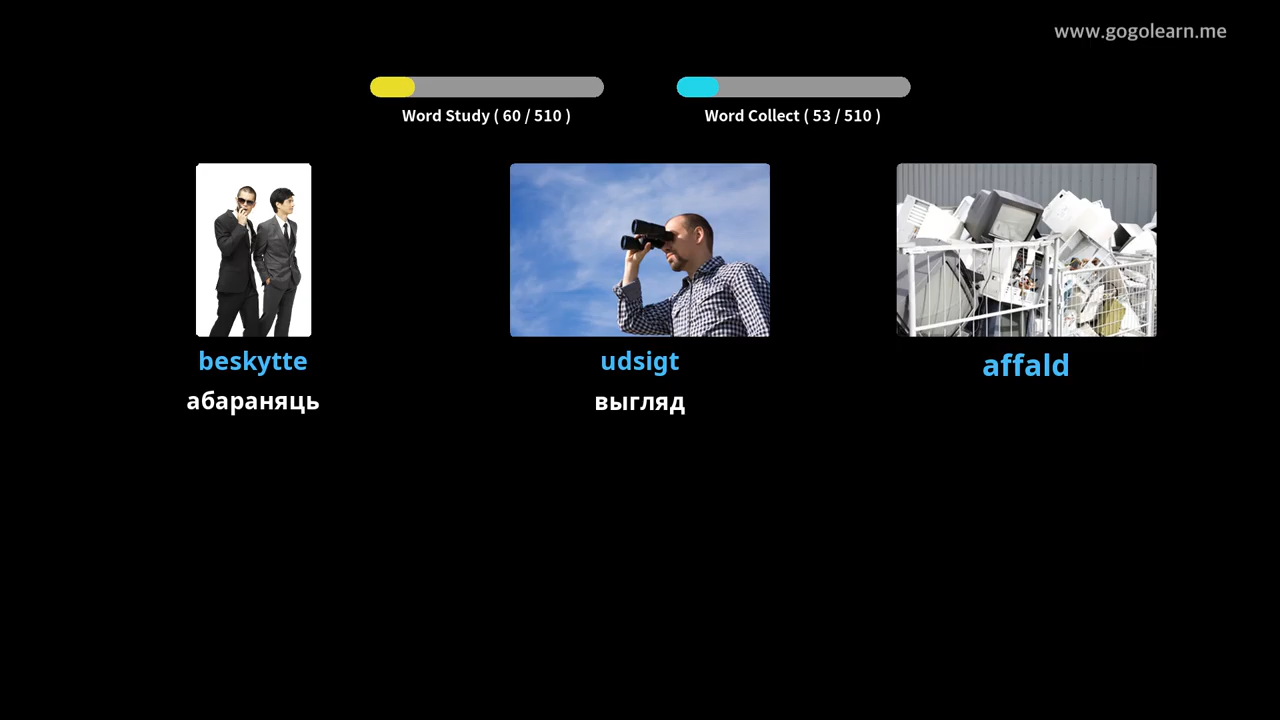 www.gogolearn.me
Word Study ( 60 / 510 )
Word Collect ( 53 / 510 )
beskytte
абараняць
udsigt
выгляд
affald